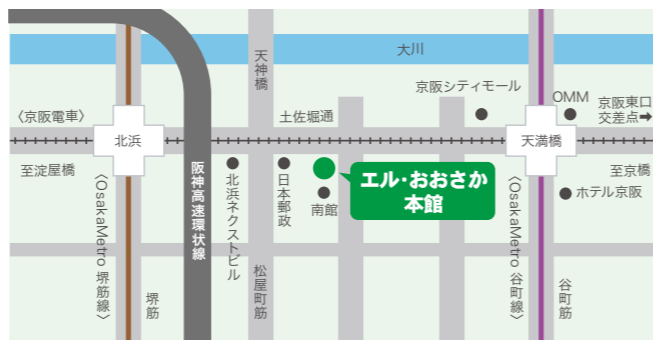 大川
天神橋
京阪シティモール
OMM
京阪東口
交差点➡
〈京阪電車〉
土佐堀通
北浜
天満橋
至淀屋橋
至京橋
阪神高速環状線
北浜ネクストビル
日本郵政
南館
エル・おおさか
本館
ホテル京阪
〈OsakaMetro 堺筋線〉
堺筋
松屋町筋
〈OsakaMetro 谷町線〉
谷町筋